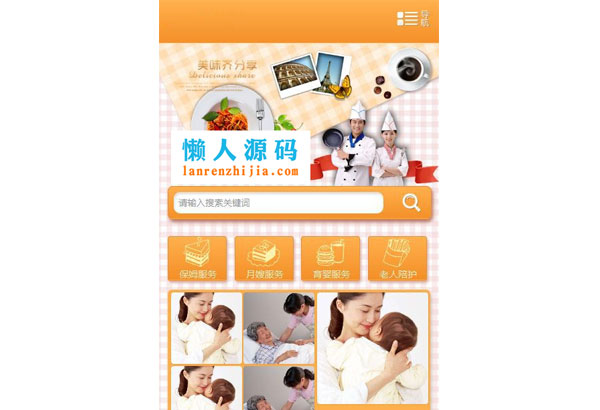 导航
美味齐分享
Delicious share
懒人源码
lanrenzhijia.com
请输入搜索关键词
保姆服务
月嫂服务
育婴服务
老人陪护